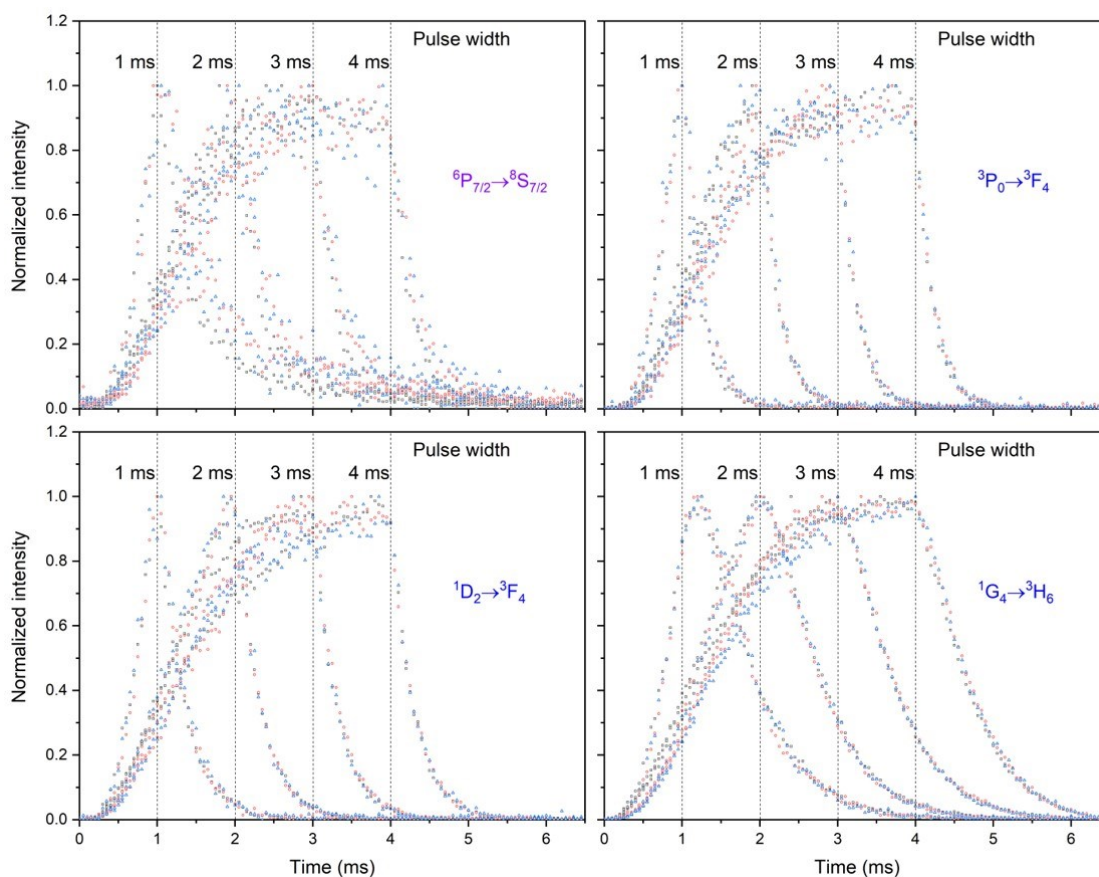 1.2
1.0
0.8
0.6
0.4
0.2
0.0
Normalized intensity
Pulse width
1 ms 2 ms 3 ms 4 ms
⁶P₇/₂→⁸S₇/₂
Pulse width
1 ms 2 ms 3 ms 4 ms
³P₀→³F₄
1.2
1.0
0.8
0.6
0.4
0.2
0.0
Normalized intensity
Pulse width
1 ms 2 ms 3 ms 4 ms
¹D₂→³F₄
0 1 2 3 4 5 6
Time (ms)
Pulse width
1 ms 2 ms 3 ms 4 ms
¹G₄→³H₆
0 1 2 3 4 5 6
Time (ms)